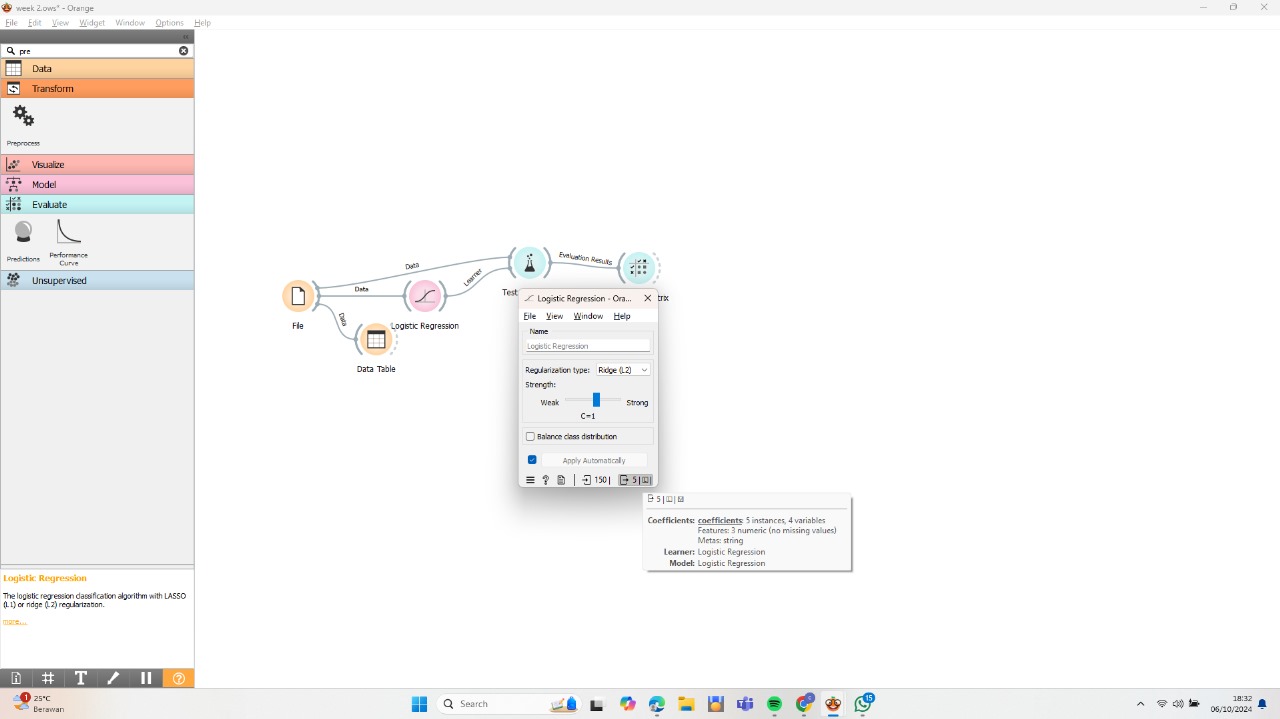 week 2.ows* - Orange
File Edit View Widget Window Options Help
pre
Data
Transform
Preprocess
Visualize
Model
Evaluate
Predictions
Performance
Curve
Unsupervised
Data
Evaluation Results
Learner
Data
Data
File
Logistic Regression
Data Table
Test
trix
Logistic Regression - Ora...
File View Window Help
Name
Logistic Regression
Regularization type: Ridge (L2)
Strength:
Weak Strong
C=1
Balance class distribution
Apply Automatically
150 | 5 |
5 |
Coefficients: coefficients: 5 instances, 4 variables
Features: 3 numeric (no missing values)
Metas: string
Learner: Logistic Regression
Model: Logistic Regression
Logistic Regression
The logistic regression classification algorithm with LASSO
(L1) or ridge (L2) regularization.
more...
1
25°C
Berawan
Search
15
18:32
06/10/2024